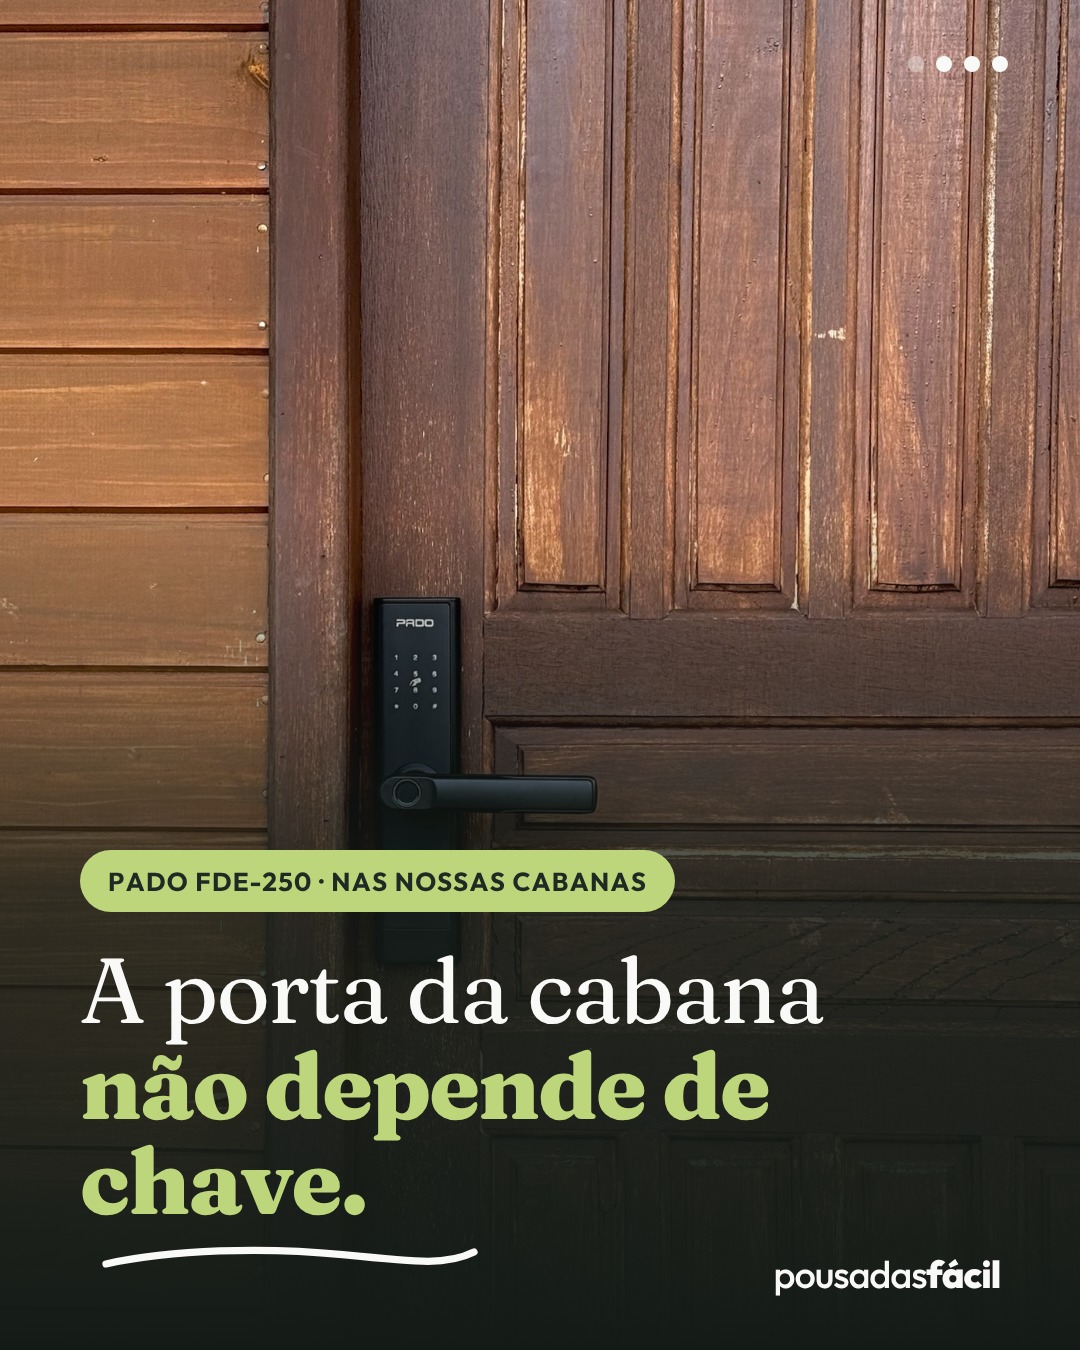 PADO
1 2 3
4 5 6
7 8 9
* 0 #
PADO FDE-250 · NAS NOSSAS CABANAS
A porta da cabana
não depende de
chave.
pousadasfácil